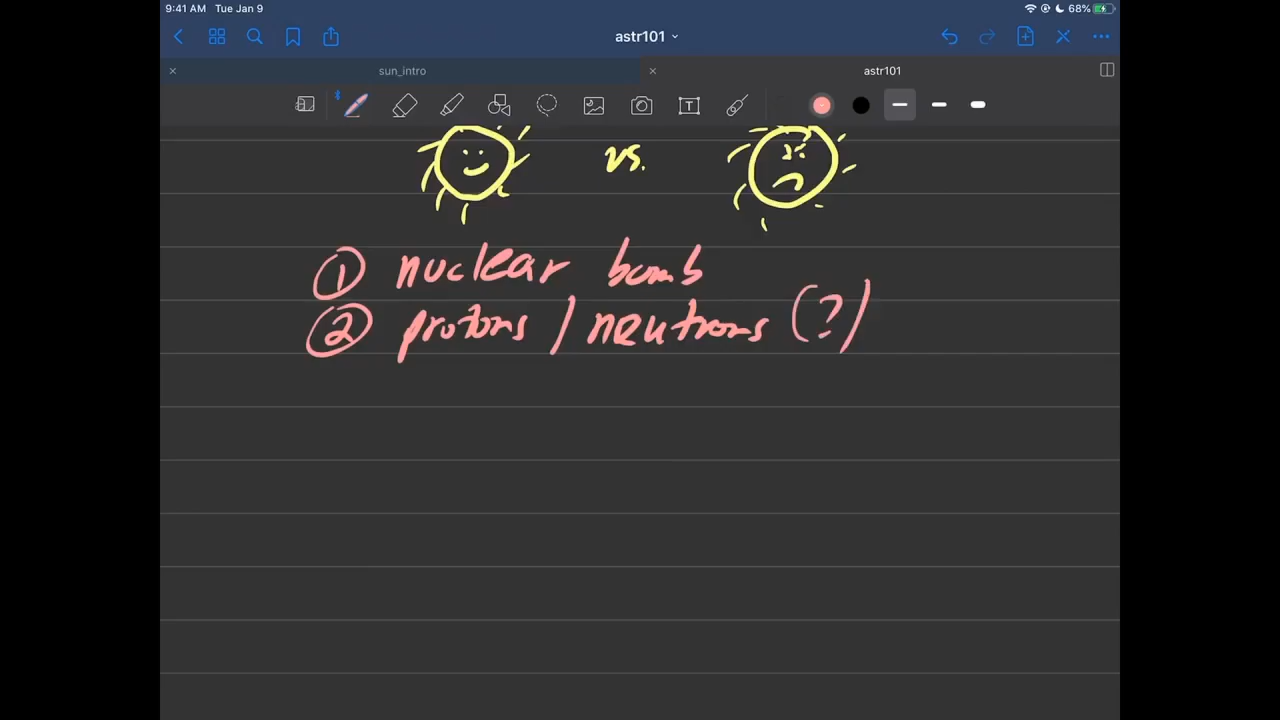 9:41 AM Tue Jan 9 68%
astr101
sun_intro astr101
T
vs.
① nuclear bomb
② protons / neutrons (?)